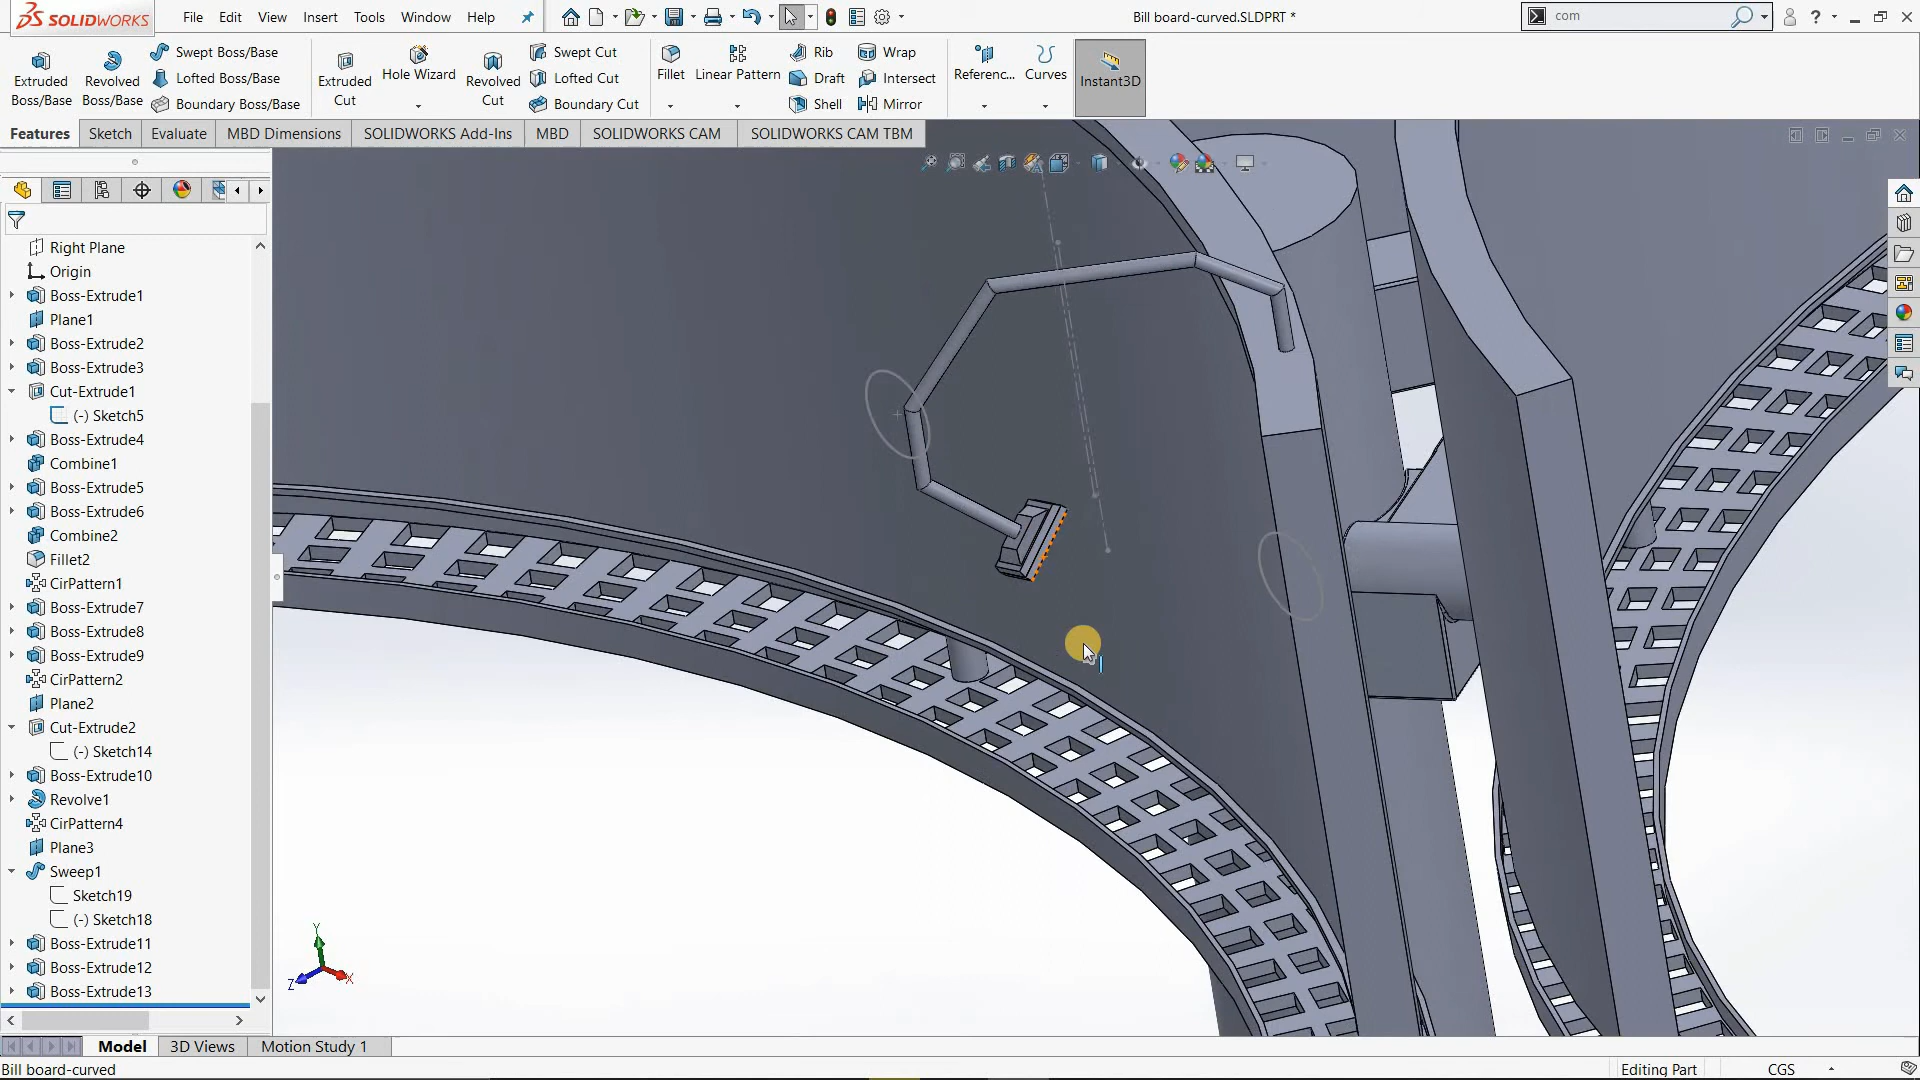 SOLIDWORKS
File Edit View Insert Tools Window Help
Bill board-curved.SLDPRT *
com
Extruded Boss/Base
Revolved Boss/Base
Swept Boss/Base
Lofted Boss/Base
Boundary Boss/Base
Extruded Cut
Hole Wizard
Revolved Cut
Swept Cut
Lofted Cut
Boundary Cut
Fillet
Linear Pattern
Rib
Draft
Shell
Wrap
Intersect
Mirror
Referenc...
Curves
Instant3D
Features Sketch Evaluate MBD Dimensions SOLIDWORKS Add-Ins MBD SOLIDWORKS CAM SOLIDWORKS CAM TBM
Right Plane
Origin
Boss-Extrude1
Plane1
Boss-Extrude2
Boss-Extrude3
Cut-Extrude1
(-) Sketch5
Boss-Extrude4
Combine1
Boss-Extrude5
Boss-Extrude6
Combine2
Fillet2
CirPattern1
Boss-Extrude7
Boss-Extrude8
Boss-Extrude9
CirPattern2
Plane2
Cut-Extrude2
(-) Sketch14
Boss-Extrude10
Revolve1
CirPattern4
Plane3
Sweep1
Sketch19
(-) Sketch18
Boss-Extrude11
Boss-Extrude12
Boss-Extrude13
Y
Z X
Model 3D Views Motion Study 1
Bill board-curved
Editing Part CGS